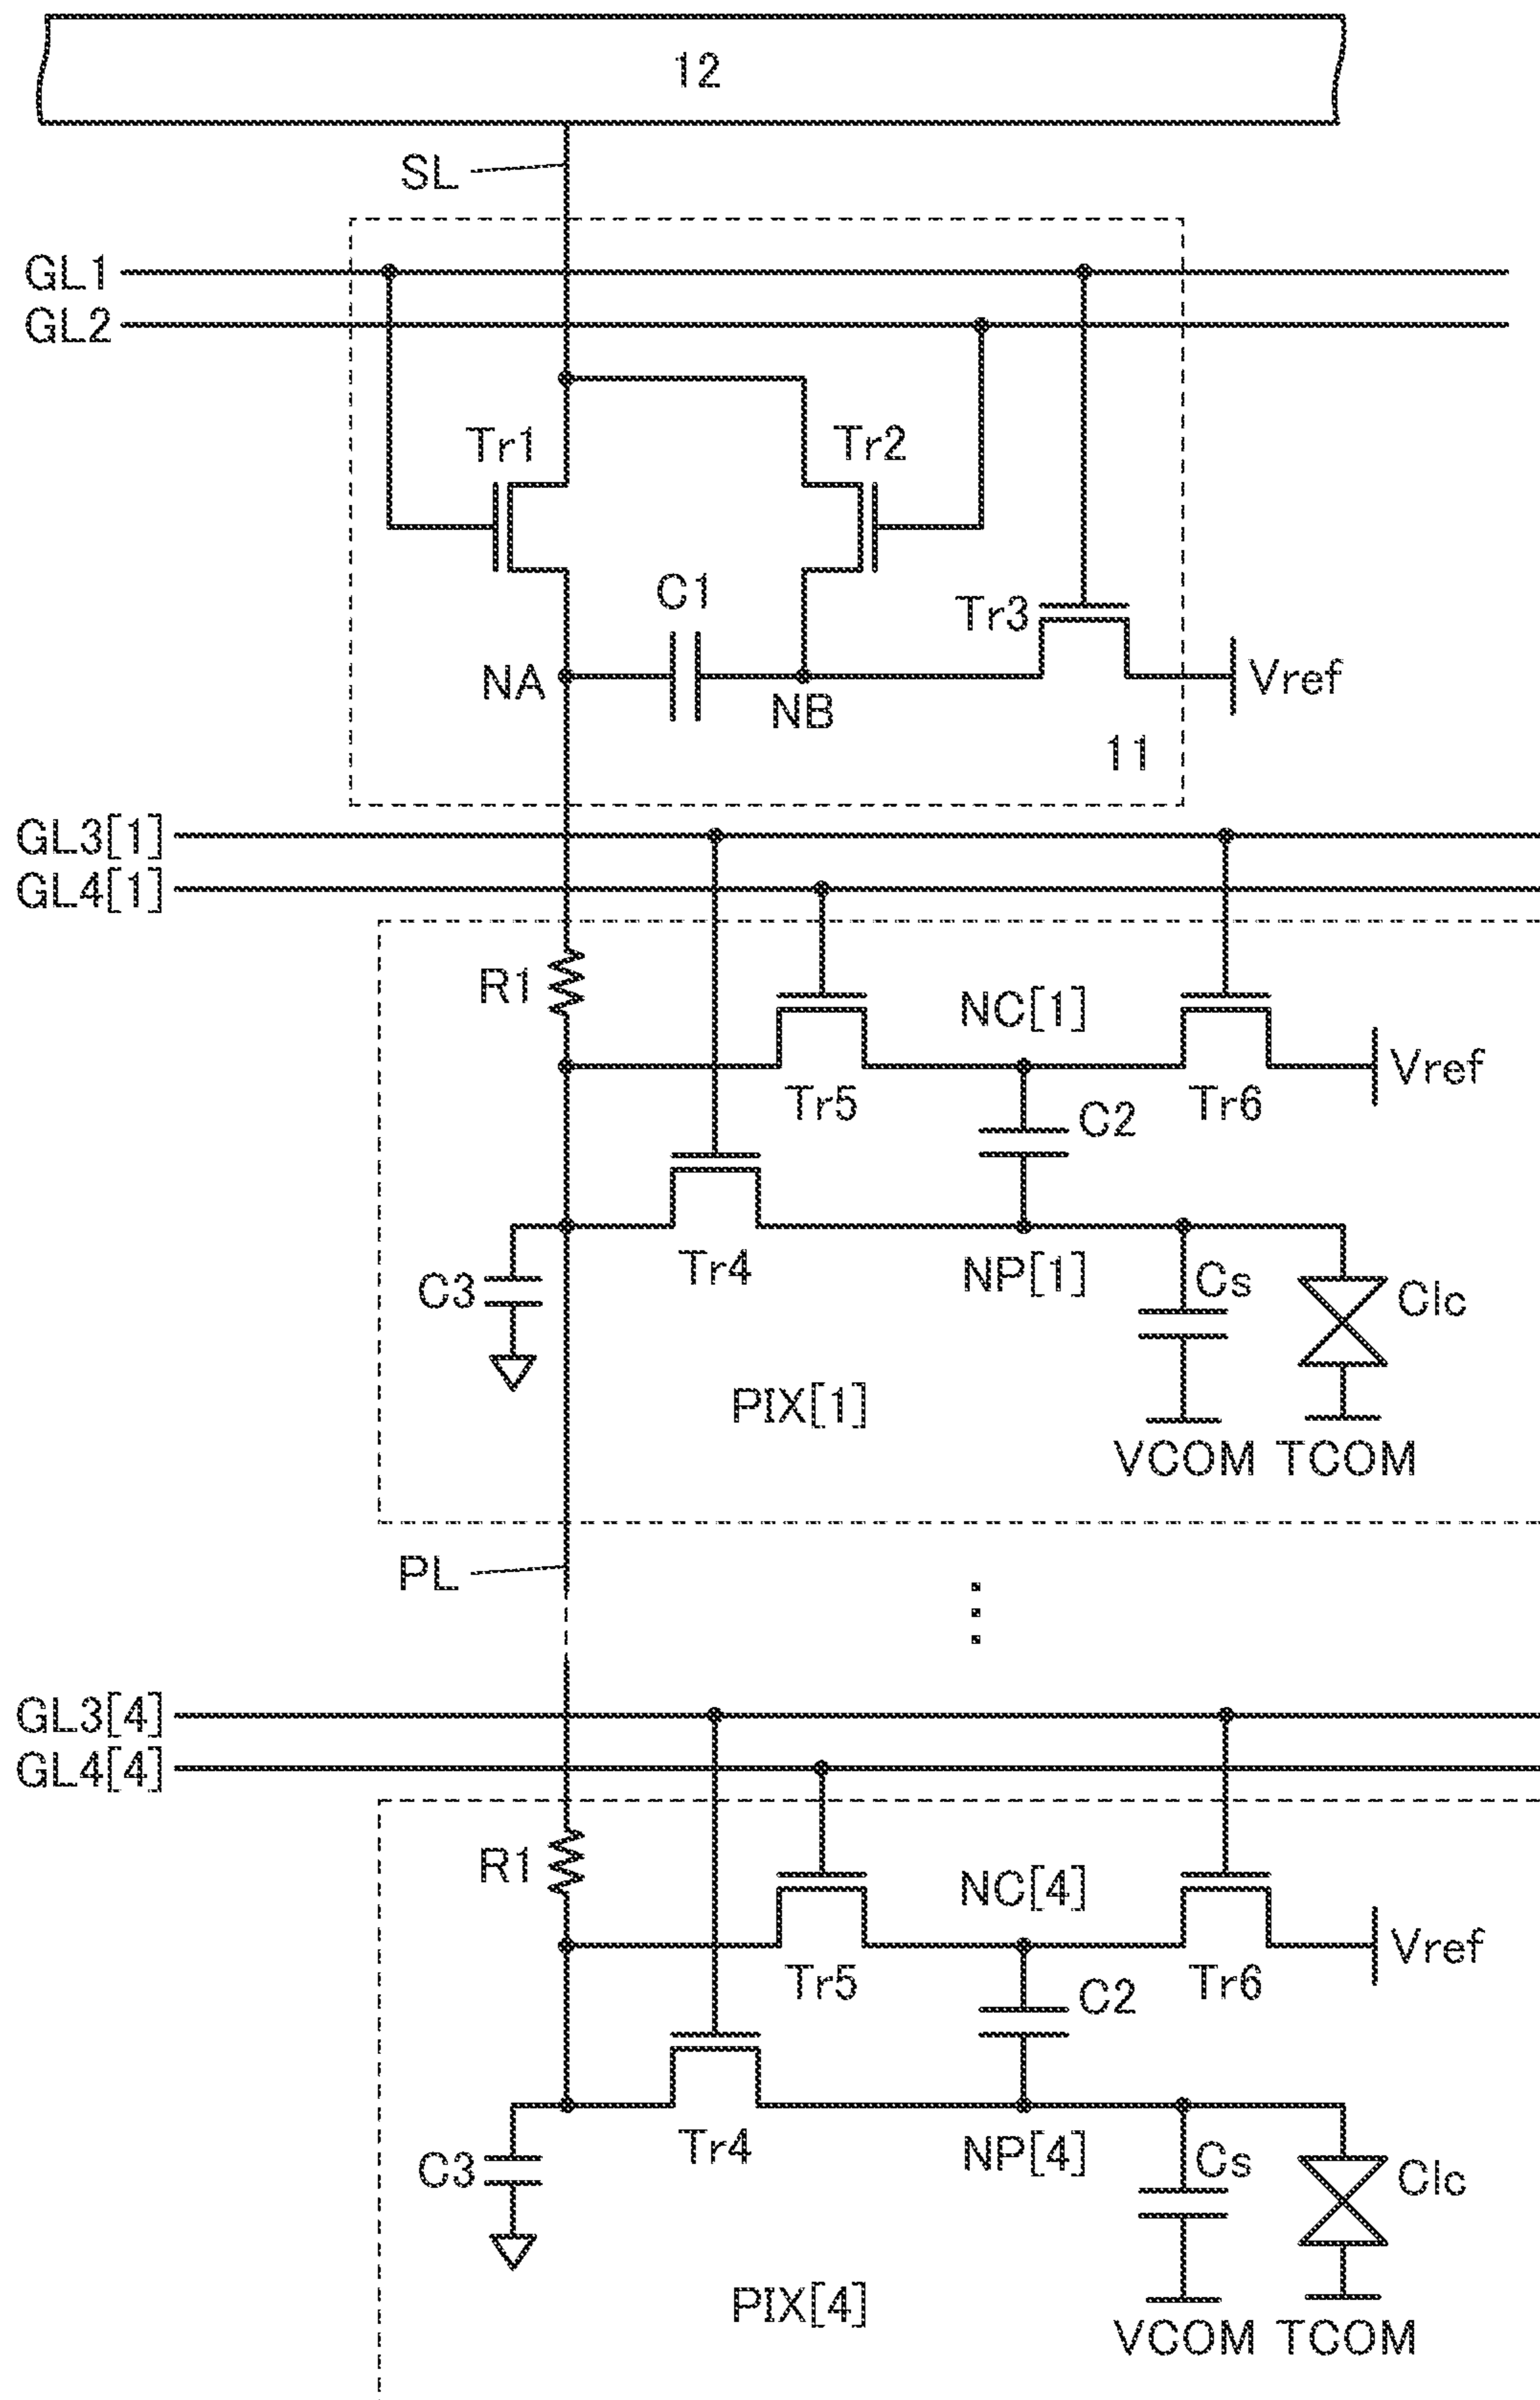 12
SL
GL1
GL2
Tr1
Tr2
C1
Tr3
NA
NB
Vref
11
GL3[1]
GL4[1]
R1
NC[1]
Vref
Tr5
C2
Tr6
Tr4
NP[1]
C3
Cs
Clc
PIX[1]
VCOM TCOM
PL
GL3[4]
GL4[4]
R1
NC[4]
Vref
Tr5
C2
Tr6
Tr4
NP[4]
C3
Cs
Clc
PIX[4]
VCOM TCOM